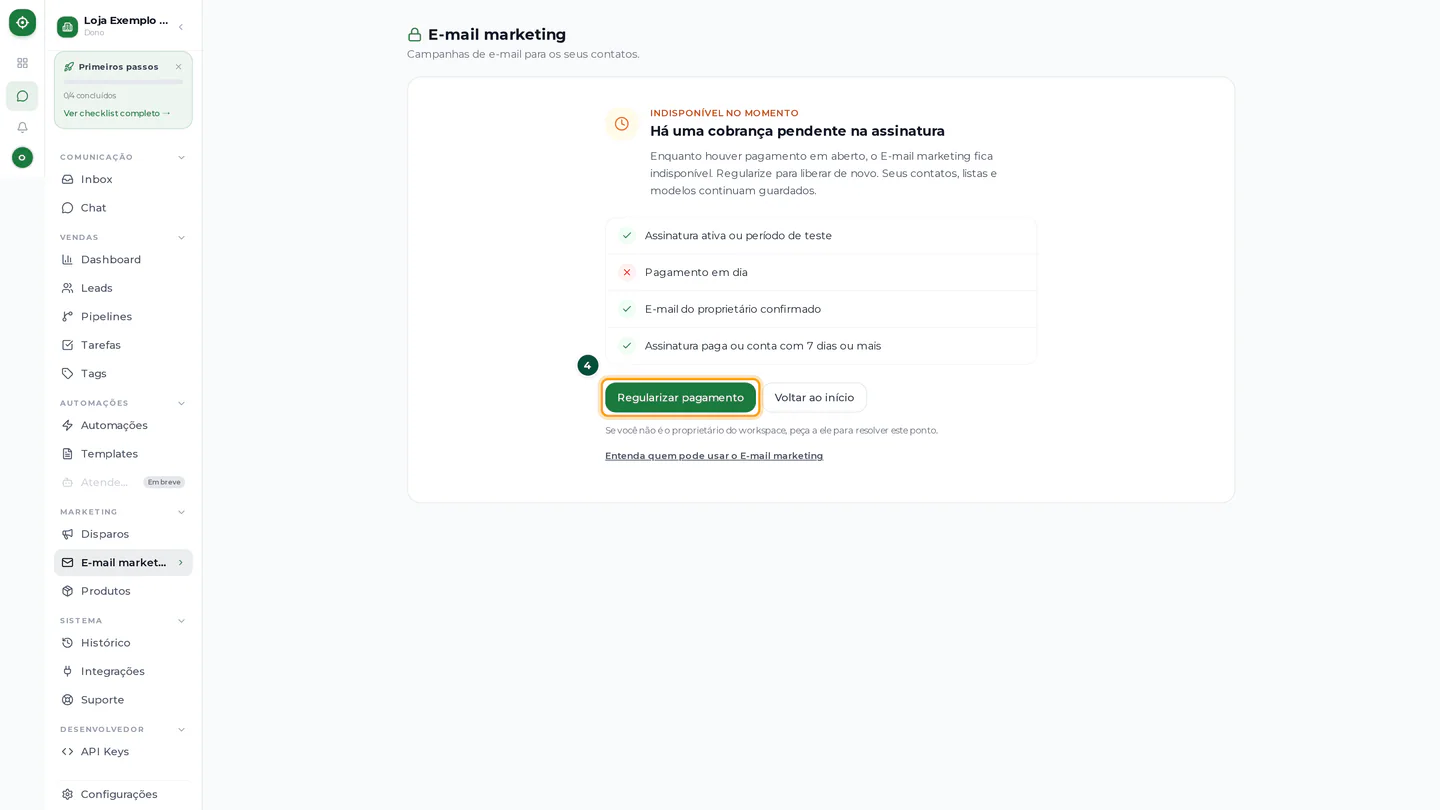 Loja Exemplo ...
Dono
Primeiros passos
0/4 concluídos
Ver checklist completo →
COMUNICAÇÃO
Inbox
Chat
VENDAS
Dashboard
Leads
Pipelines
Tarefas
Tags
AUTOMAÇÕES
Automações
Templates
Atende... Em breve
MARKETING
Disparos
E-mail market...
Produtos
SISTEMA
Histórico
Integrações
Suporte
DESENVOLVEDOR
API Keys
Configurações
O
E-mail marketing
Campanhas de e-mail para os seus contatos.
INDISPONÍVEL NO MOMENTO
Há uma cobrança pendente na assinatura
Enquanto houver pagamento em aberto, o E-mail marketing fica
indisponível. Regularize para liberar de novo. Seus contatos, listas e
modelos continuam guardados.
Assinatura ativa ou período de teste
Pagamento em dia
E-mail do proprietário confirmado
Assinatura paga ou conta com 7 dias ou mais
4
Regularizar pagamento Voltar ao início
Se você não é o proprietário do workspace, peça a ele para resolver este ponto.
Entenda quem pode usar o E-mail marketing